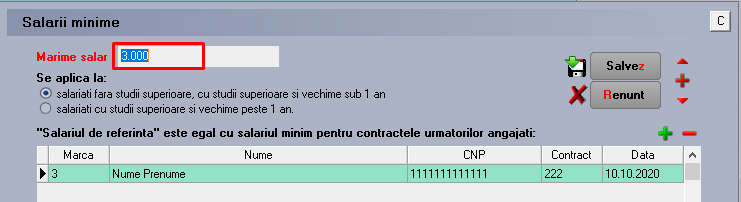 Salarii minime
C
Marime salar 3.000
Salvez
Se aplica la:
salariati fara studii superioare, cu studii superioare si vechime sub 1 an
Renunt
salariati cu studii superioare si vechime peste 1 an.
"Salariul de referinta" este egal cu salariul minim pentru contractele urmatorilor angajati:
Marca Nume CNP Contract Data
3 Nume Prenume 1111111111111 222 10.10.2020